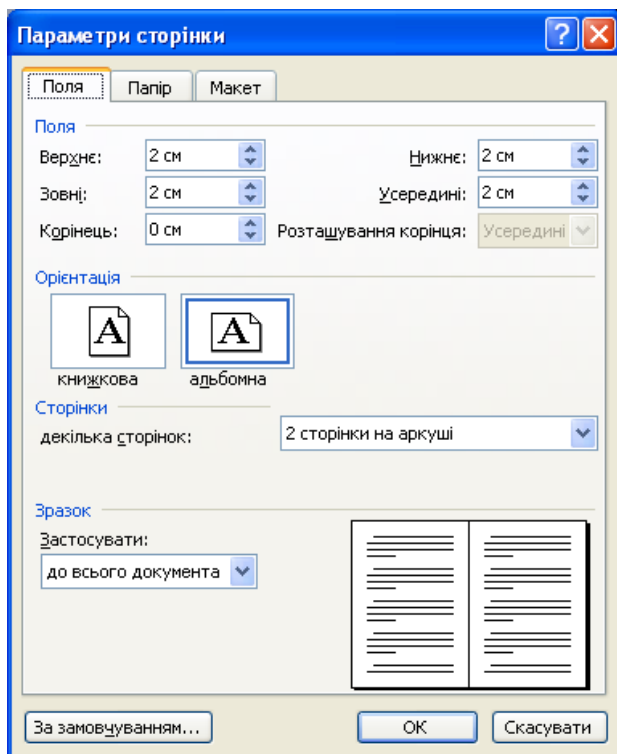 Параметри сторінки
Поля Папір Макет
Поля
Верхнє: 2 см Нижнє: 2 см
Зовні: 2 см Усередині: 2 см
Корінець: 0 см Розташування корінця: Усередині
Орієнтація
A A
книжкова альбомна
Сторінки
декілька сторінок: 2 сторінки на аркуші
Зразок
Застосувати:
до всього документа
За замовчуванням... ОК Скасувати